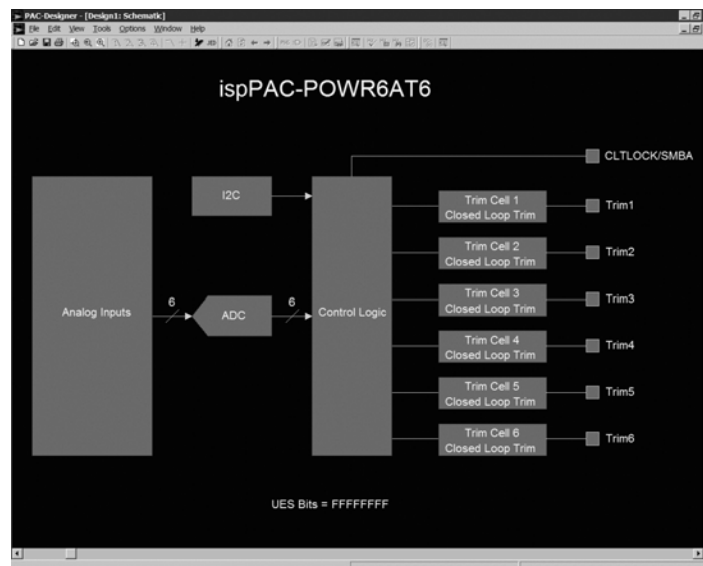 PAC-Designer - [Design1: Schematic]
File Edit View Tools Options Window Help
ispPAC-POWR6AT6
CLTLOCK/SMBA
I2C
Trim Cell 1
Closed Loop Trim
Trim1
Trim Cell 2
Closed Loop Trim
Trim2
Trim Cell 3
Closed Loop Trim
Trim3
Analog Inputs
6
ADC
6
Control Logic
Trim Cell 4
Closed Loop Trim
Trim4
Trim Cell 5
Closed Loop Trim
Trim5
Trim Cell 6
Closed Loop Trim
Trim6
UES Bits = FFFFFFFF